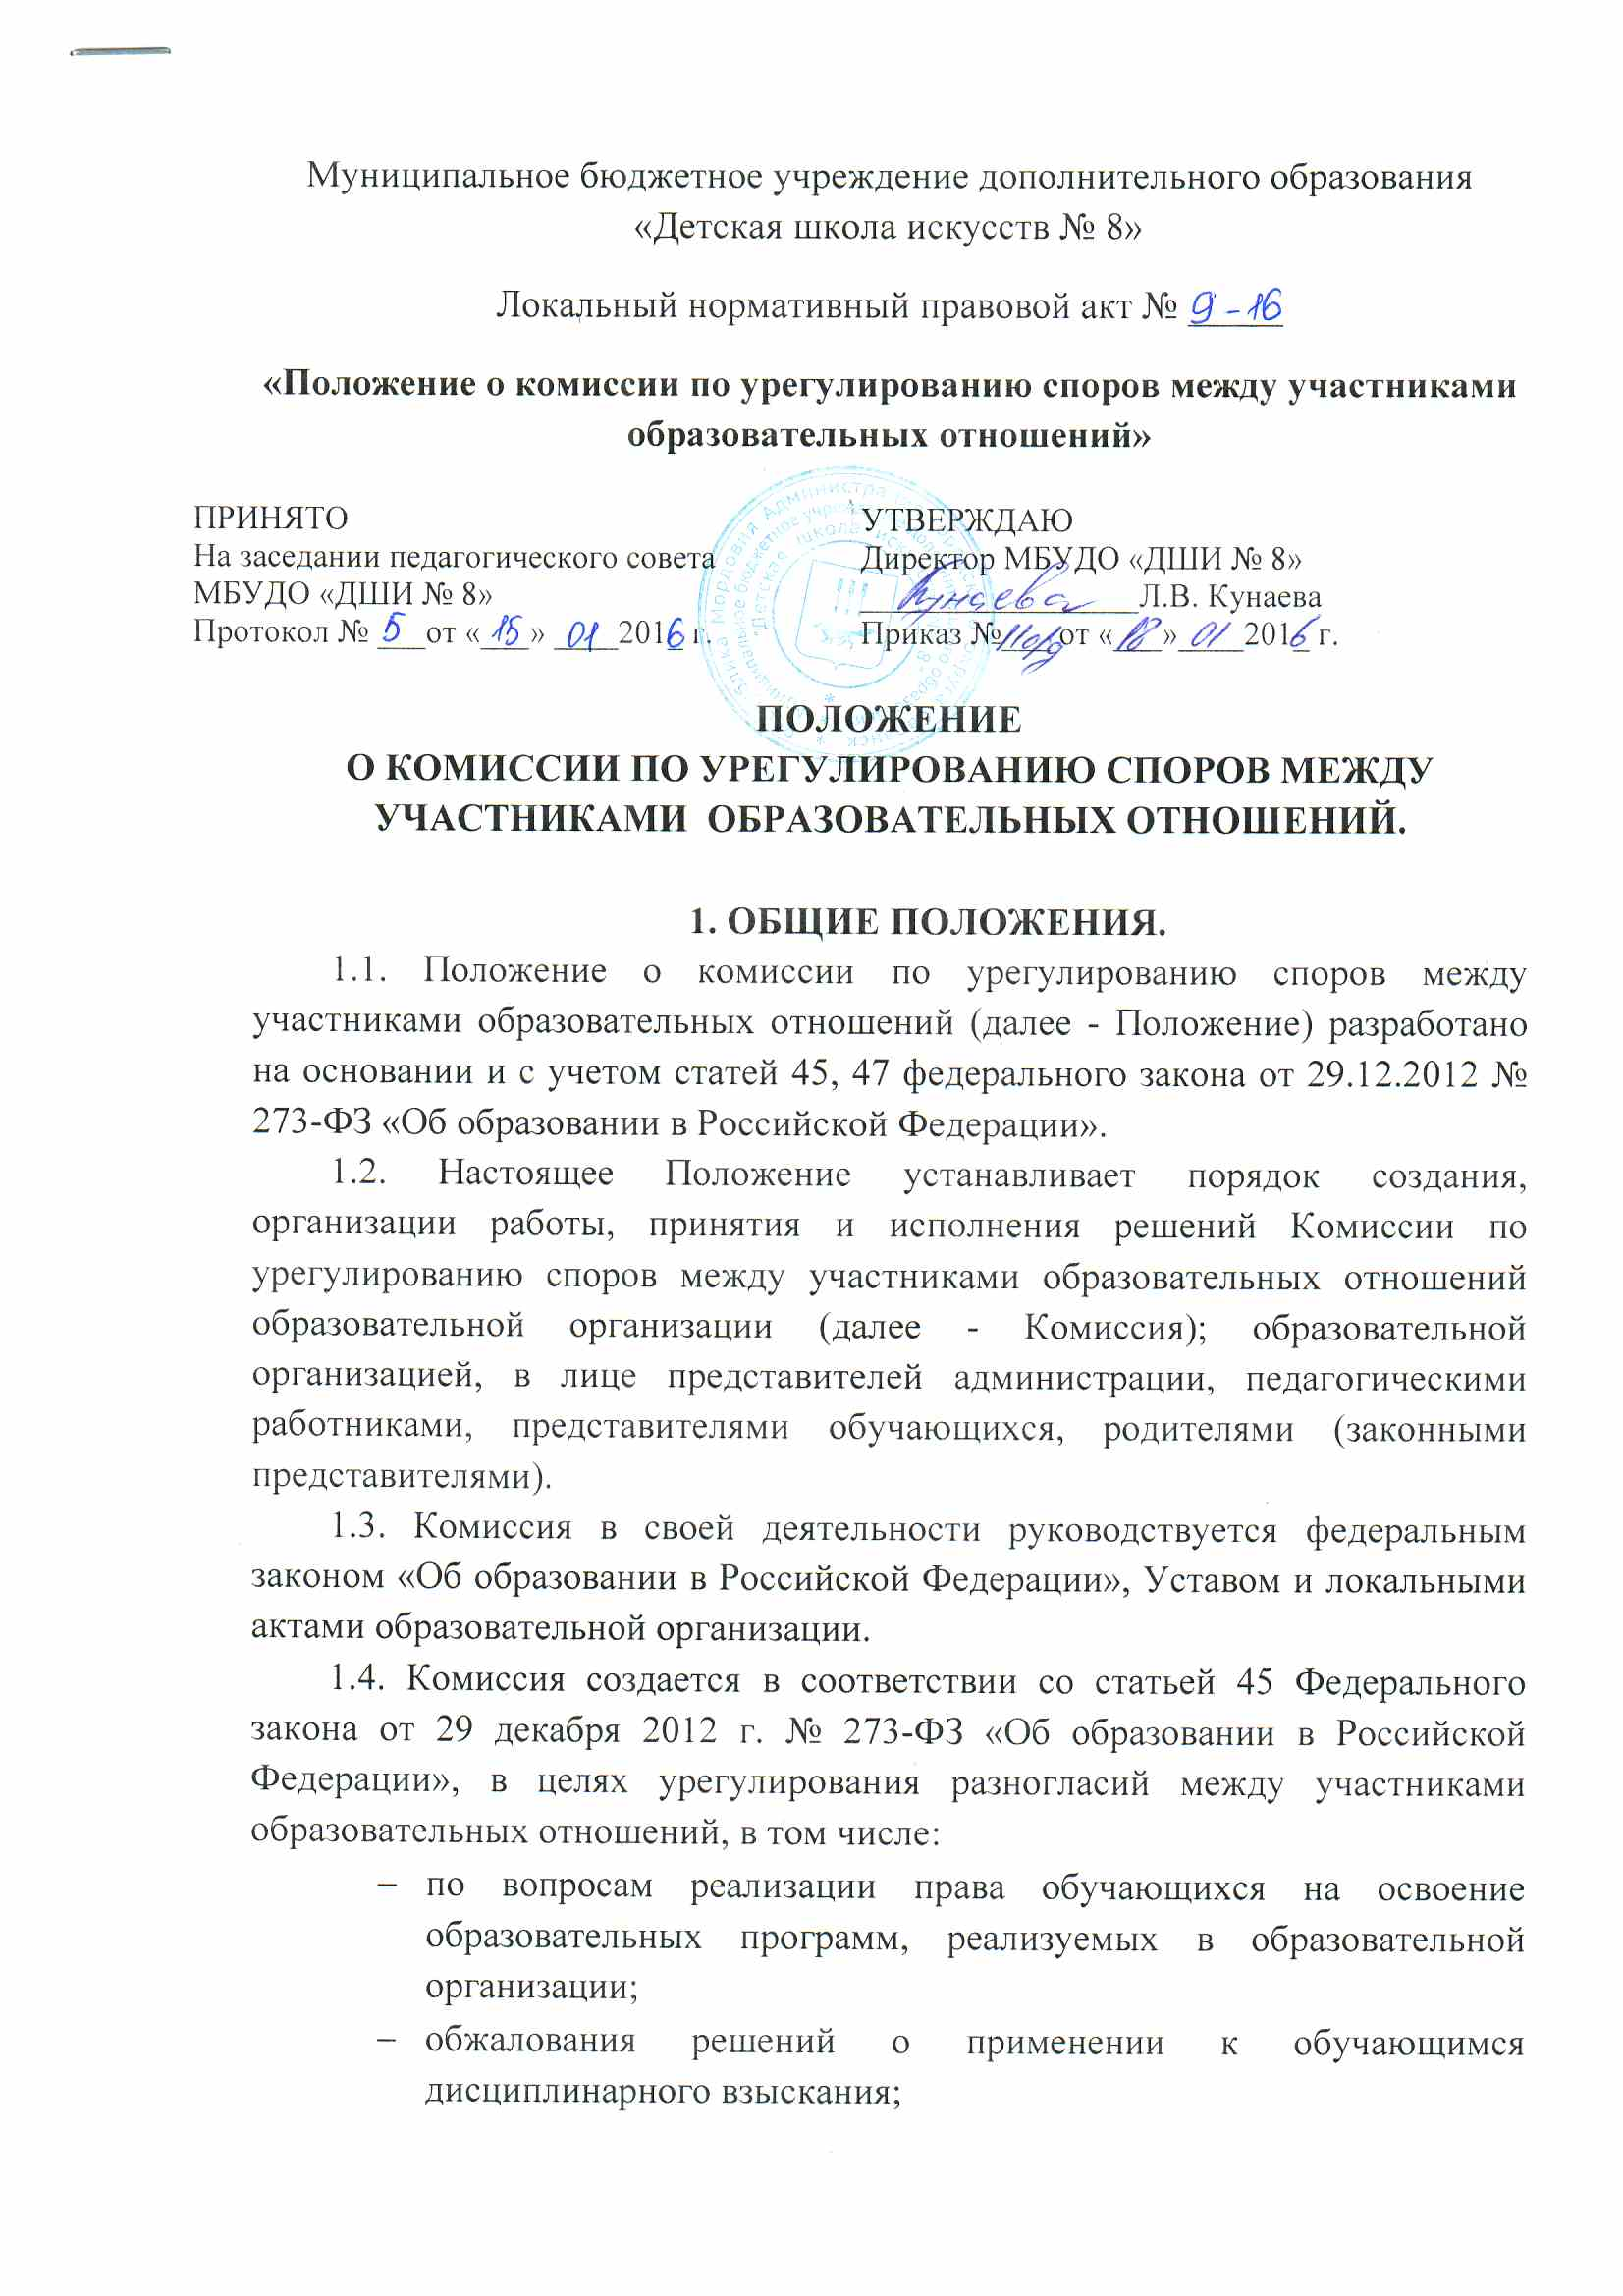 Муниципальное бюджетное учреждение дополнительного образования
«Детская школа искусств № 8»
Локальный нормативный правовой акт № 9-16
«Положение о комиссии по урегулированию споров между участниками
образовательных отношений»
ПРИНЯТО
На заседании педагогического совета
МБУДО «ДШИ № 8»
Протокол № 5 от «15» 01 2016 г.
УТВЕРЖДАЮ
Директор МБУДО «ДШИ № 8»
Кунаева Л.В. Кунаева
Приказ № 11орд от «18» 01 2016 г.
ПОЛОЖЕНИЕ
О КОМИССИИ ПО УРЕГУЛИРОВАНИЮ СПОРОВ МЕЖДУ
УЧАСТНИКАМИ ОБРАЗОВАТЕЛЬНЫХ ОТНОШЕНИЙ.
1. ОБЩИЕ ПОЛОЖЕНИЯ.
1.1. Положение о комиссии по урегулированию споров между
участниками образовательных отношений (далее - Положение) разработано
на основании и с учетом статей 45, 47 федерального закона от 29.12.2012 №
273-ФЗ «Об образовании в Российской Федерации».
1.2. Настоящее Положение устанавливает порядок создания,
организации работы, принятия и исполнения решений Комиссии по
урегулированию споров между участниками образовательных отношений
образовательной организации (далее - Комиссия); образовательной
организацией, в лице представителей администрации, педагогическими
работниками, представителями обучающихся, родителями (законными
представителями).
1.3. Комиссия в своей деятельности руководствуется федеральным
законом «Об образовании в Российской Федерации», Уставом и локальными
актами образовательной организации.
1.4. Комиссия создается в соответствии со статьей 45 Федерального
закона от 29 декабря 2012 г. № 273-ФЗ «Об образовании в Российской
Федерации», в целях урегулирования разногласий между участниками
образовательных отношений, в том числе:
– по вопросам реализации права обучающихся на освоение
образовательных программ, реализуемых в образовательной
организации;
– обжалования решений о применении к обучающимся
дисциплинарного взыскания;